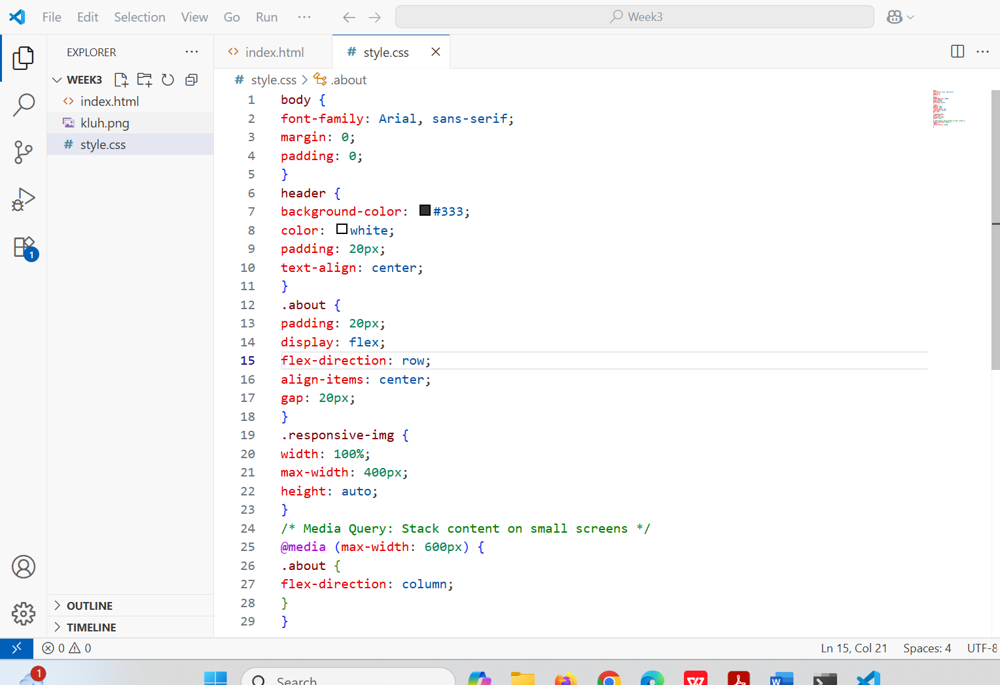 File Edit Selection View Go Run ··· Week3
EXPLORER ···
index.html
# style.css
WEEK3
index.html
kluh.png
# style.css
# style.css > .about
1 body {
2 font-family: Arial, sans-serif;
3 margin: 0;
4 padding: 0;
5 }
6 header {
7 background-color: #333;
8 color: white;
9 padding: 20px;
10 text-align: center;
11 }
12 .about {
13 padding: 20px;
14 display: flex;
15 flex-direction: row;
16 align-items: center;
17 gap: 20px;
18 }
19 .responsive-img {
20 width: 100%;
21 max-width: 400px;
22 height: auto;
23 }
24 /* Media Query: Stack content on small screens */
25 @media (max-width: 600px) {
26 .about {
27 flex-direction: column;
28 }
29 }
1
OUTLINE
TIMELINE
0 0 Ln 15, Col 21 Spaces: 4 UTF-8
1 Search